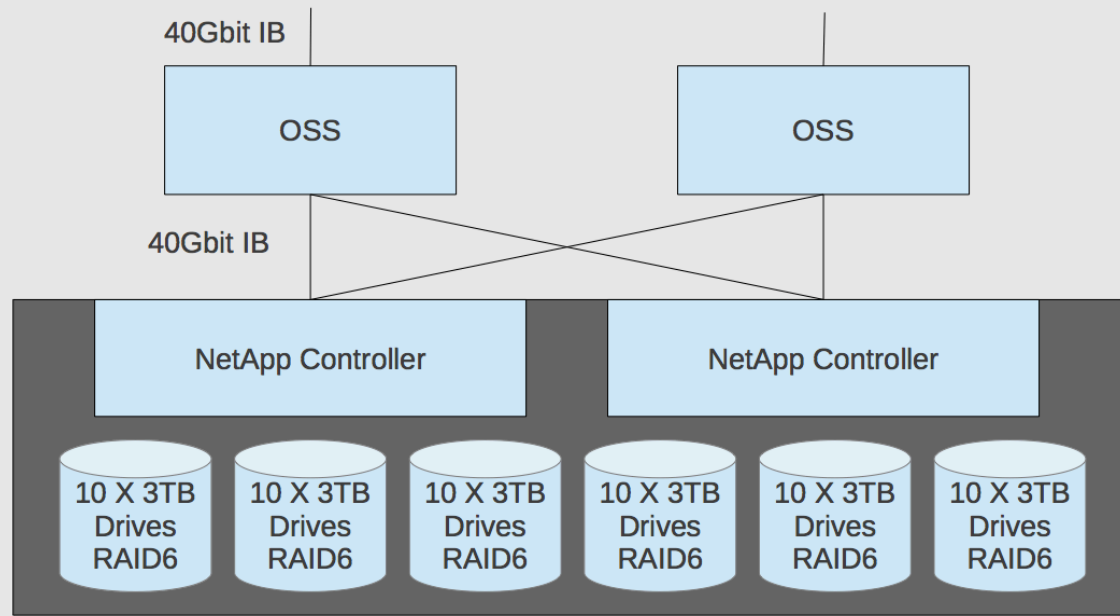 40Gbit IB
OSS
OSS
40Gbit IB
NetApp Controller
NetApp Controller
10 X 3TB
Drives
RAID6
10 X 3TB
Drives
RAID6
10 X 3TB
Drives
RAID6
10 X 3TB
Drives
RAID6
10 X 3TB
Drives
RAID6
10 X 3TB
Drives
RAID6